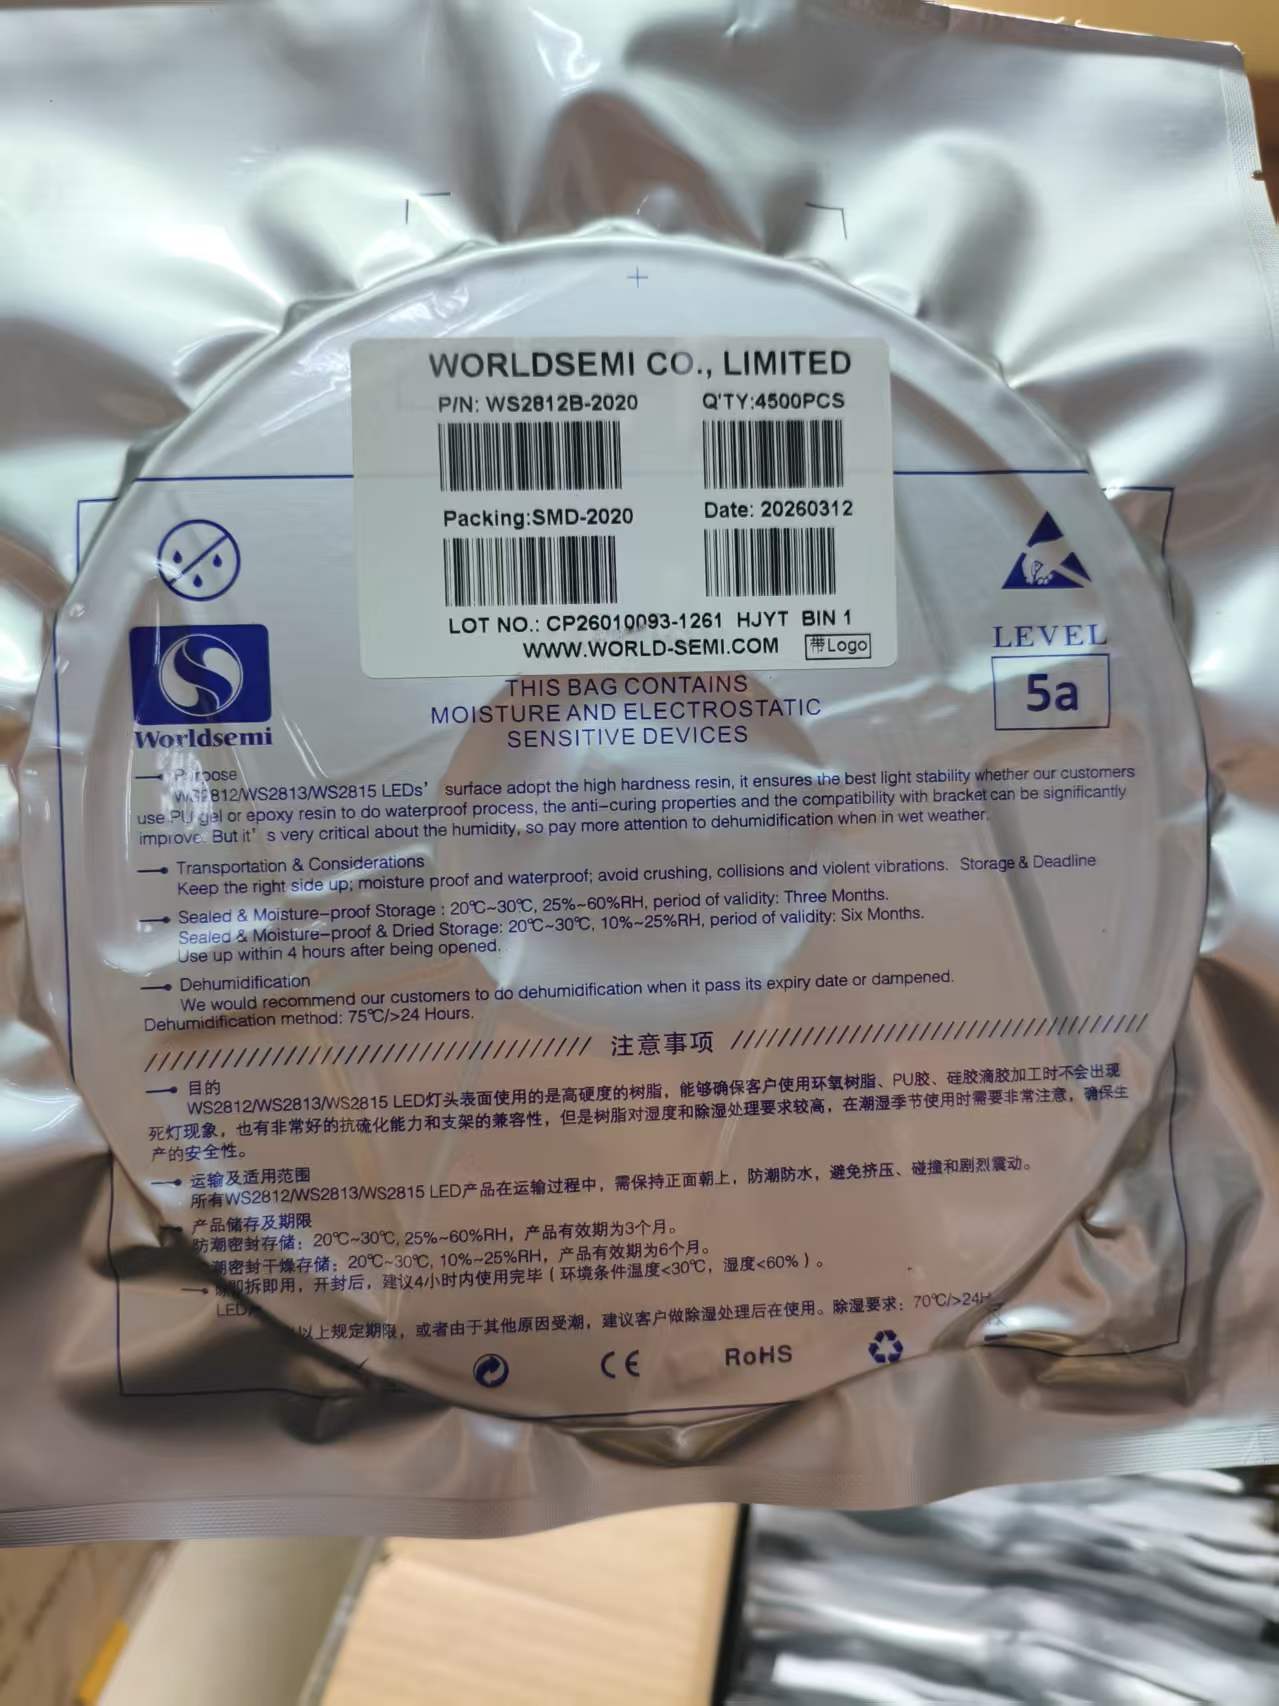 WORLDSEMI CO., LIMITED
P/N: WS2812B-2020 Q'TY:4500PCS
Packing:SMD-2020 Date: 20260312
LOT NO.: CP26010093-1261 HJYT BIN 1
WWW.WORLD-SEMI.COM 带Logo
Worldsemi
LEVEL
5a
THIS BAG CONTAINS
MOISTURE AND ELECTROSTATIC
SENSITIVE DEVICES
Purpose
WS2812/WS2813/WS2815 LEDs' surface adopt the high hardness resin, it ensures the best light stability whether our customers
use PU gel or epoxy resin to do waterproof process, the anti-curing properties and the compatibility with bracket can be significantly
improve. But it's very critical about the humidity, so pay more attention to dehumidification when in wet weather.
Transportation & Considerations
Keep the right side up; moisture proof and waterproof; avoid crushing, collisions and violent vibrations. Storage & Deadline
Sealed & Moisture-proof Storage : 20℃~30℃, 25%~60%RH, period of validity: Three Months.
Sealed & Moisture-proof & Dried Storage: 20℃~30℃, 10%~25%RH, period of validity: Six Months.
Use up within 4 hours after being opened.
Dehumidification
We would recommend our customers to do dehumidification when it pass its expiry date or dampened.
Dehumidification method: 75℃/>24 Hours.
注意事项
目的
WS2812/WS2813/WS2815 LED灯头表面使用的是高硬度的树脂，能够确保客户使用环氧树脂、PU胶、硅胶滴胶加工时不会出现
死灯现象，也有非常好的抗硫化能力和支架的兼容性，但是树脂对湿度和除湿处理要求较高，在潮湿季节使用时需要非常注意，确保生
产的安全性。
运输及适用范围
所有WS2812/WS2813/WS2815 LED产品在运输过程中，需保持正面朝上，防潮防水，避免挤压、碰撞和剧烈震动。
产品储存及期限
防潮密封存储：20℃~30℃, 25%~60%RH，产品有效期为3个月。
潮密封干燥存储：20℃~30℃, 10%~25%RH，产品有效期为6个月。
即拆即用，开封后，建议4小时内使用完毕（环境条件温度<30℃，湿度<60%）。
LED
以上规定期限，或者由于其他原因受潮，建议客户做除湿处理后在使用。除湿要求：70℃/>24H
CE RoHS